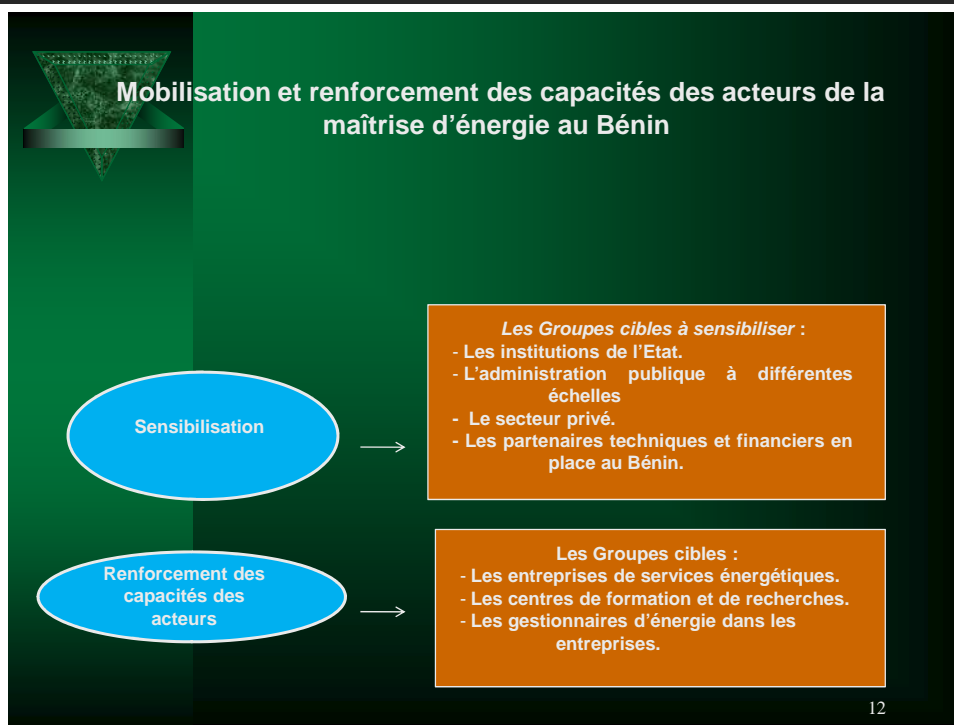 Mobilisation et renforcement des capacités des acteurs de la
maîtrise d'énergie au Bénin
Sensibilisation
Les Groupes cibles à sensibiliser :
- Les institutions de l'Etat.
- L'administration publique à différentes
échelles
- Le secteur privé.
- Les partenaires techniques et financiers en
place au Bénin.
Renforcement des
capacités des
acteurs
Les Groupes cibles :
- Les entreprises de services énergétiques.
- Les centres de formation et de recherches.
- Les gestionnaires d'énergie dans les
entreprises.
12